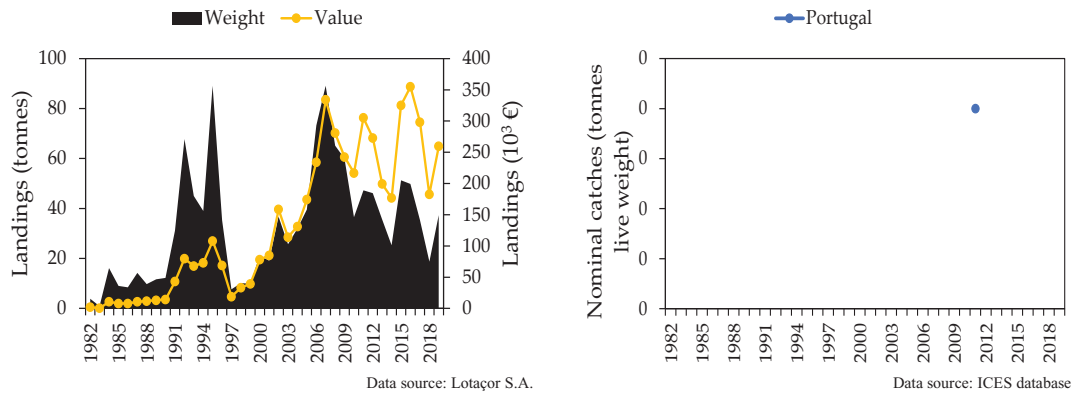 Weight Value
100
80
60
40
20
0
Landings (tonnes)
400
350
300
250
200
150
100
50
0
Landings (10³ €)
1982 1985 1988 1991 1994 1997 2000 2003 2006 2009 2012 2015 2018
Data source: Lotaçor S.A.
Portugal
0
0
0
0
0
0
Nominal catches (tonnes
live weight)
1982 1985 1988 1991 1994 1997 2000 2003 2006 2009 2012 2015 2018
Data source: ICES database